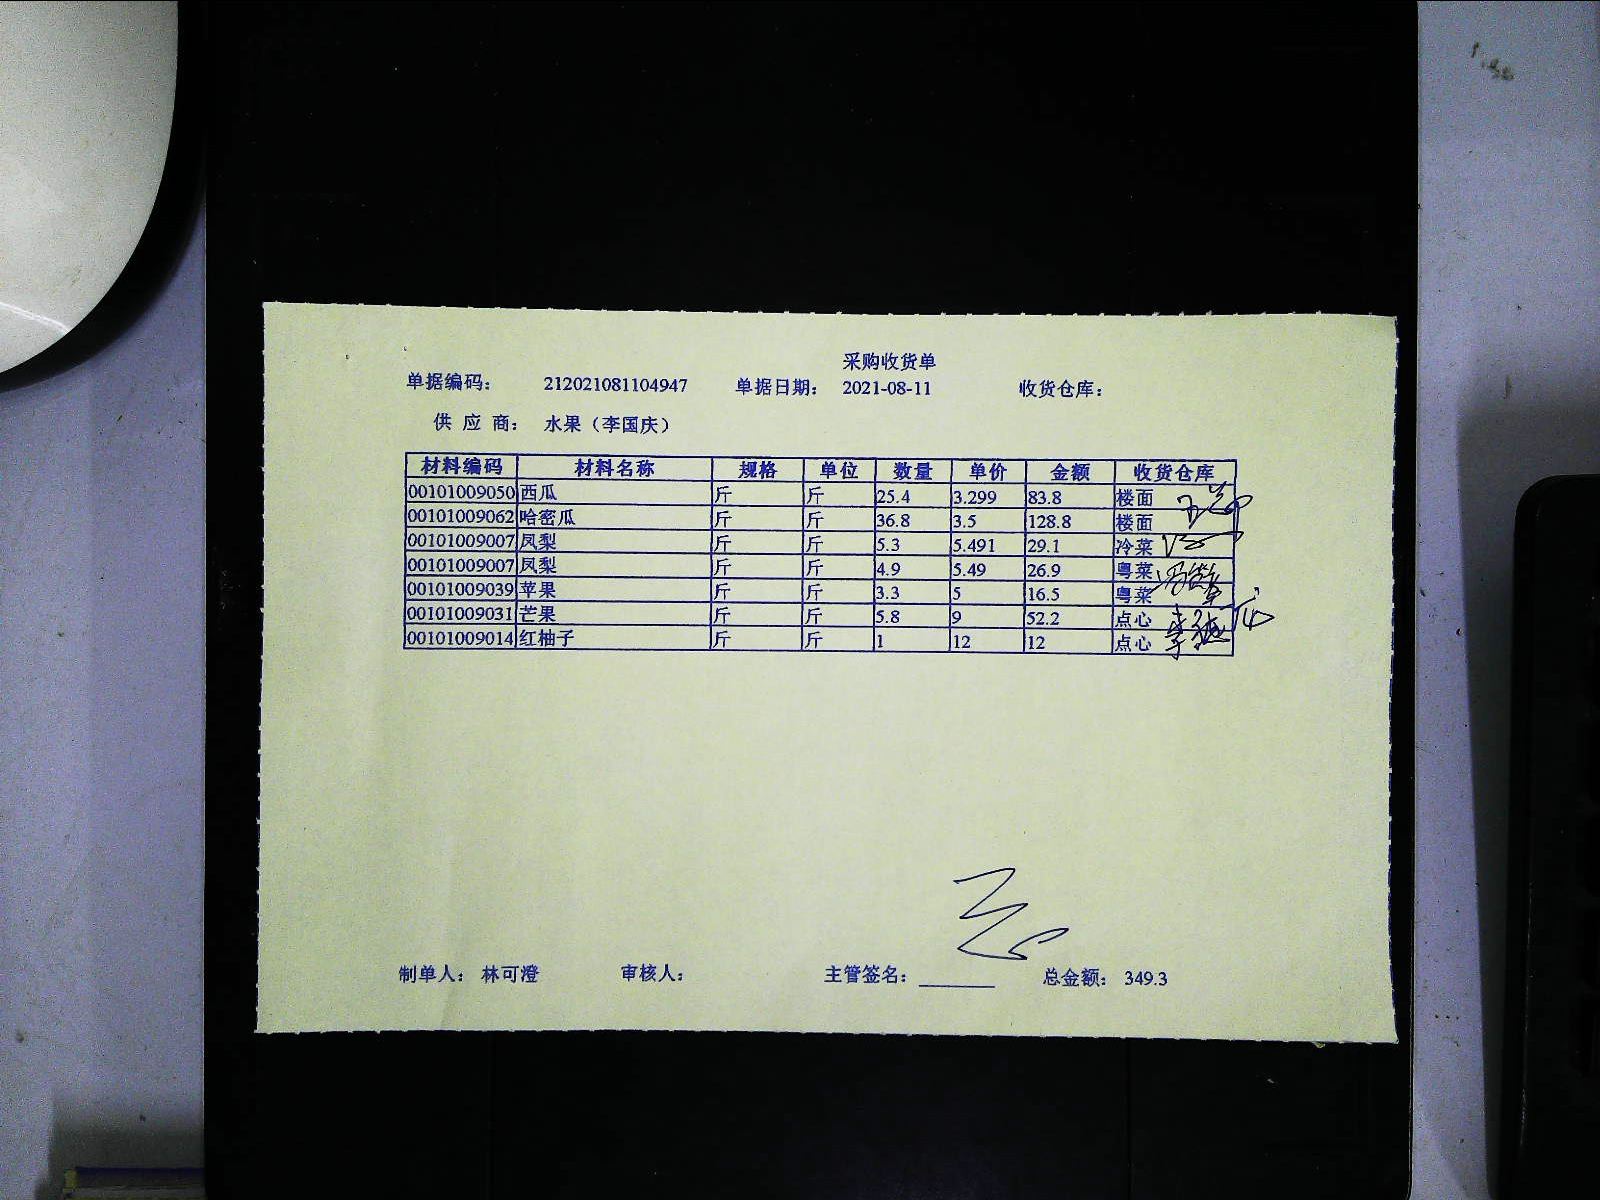 采购收货单
单据编码： 212021081104947 单据日期： 2021-08-11 收货仓库：
供 应 商： 水果（李国庆）
材料编码 材料名称 规格 单位 数量 单价 金额 收货仓库
00101009050 西瓜 斤 斤 25.4 3.299 83.8 楼面
00101009062 哈密瓜 斤 斤 36.8 3.5 128.8 楼面
00101009007 凤梨 斤 斤 5.3 5.491 29.1 冷菜
00101009007 凤梨 斤 斤 4.9 5.49 26.9 粤菜
00101009039 苹果 斤 斤 3.3 5 16.5 粤菜
00101009031 芒果 斤 斤 5.8 9 52.2 点心
00101009014 红柚子 斤 斤 1 12 12 点心
制单人： 林可澄 审核人： 主管签名： 总金额： 349.3